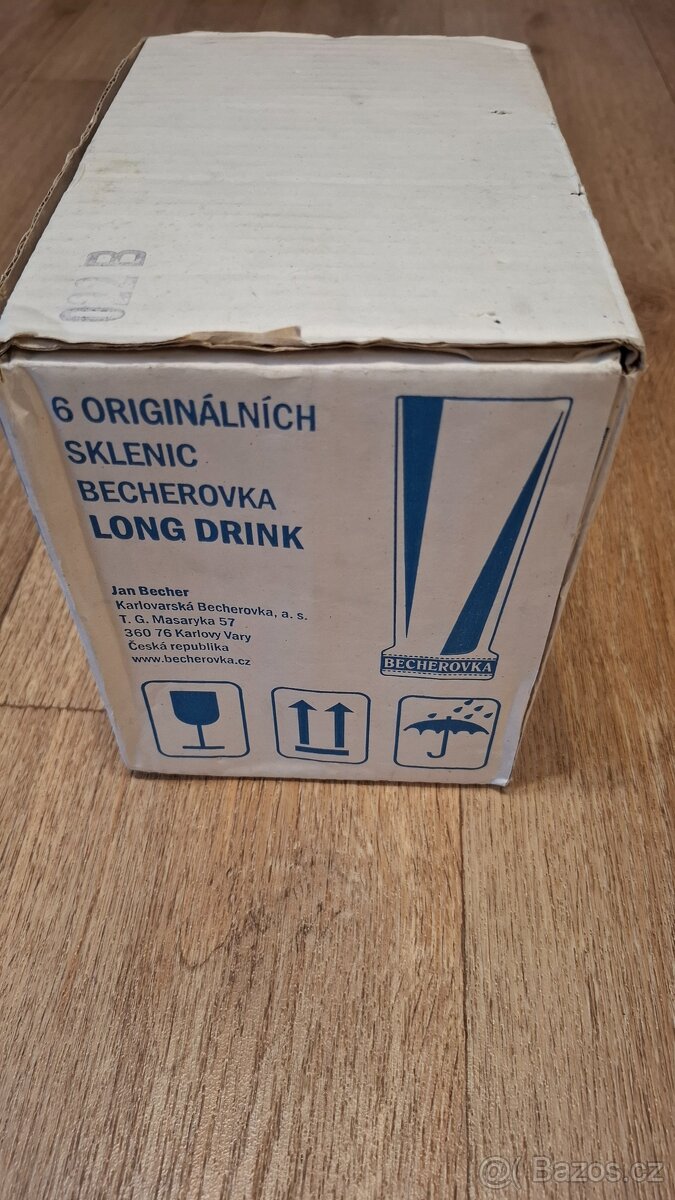 022 B
6 ORIGINÁLNÍCH
SKLENIC
BECHEROVKA
LONG DRINK
Jan Becher
Karlovarská Becherovka, a. s.
T. G. Masaryka 57
360 76 Karlovy Vary
Česká republika
www.becherovka.cz
BECHEROVKA
@( Bazos.cz